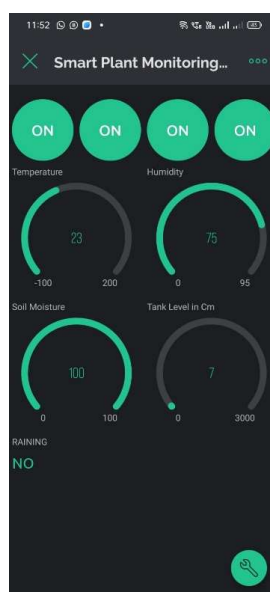 11:52
Smart Plant Monitoring...
ON ON ON ON
Temperature Humidity
23 75
-100 200 0 95
Soil Moisture Tank Level in Cm
100 7
0 100 0 3000
RAINING
NO